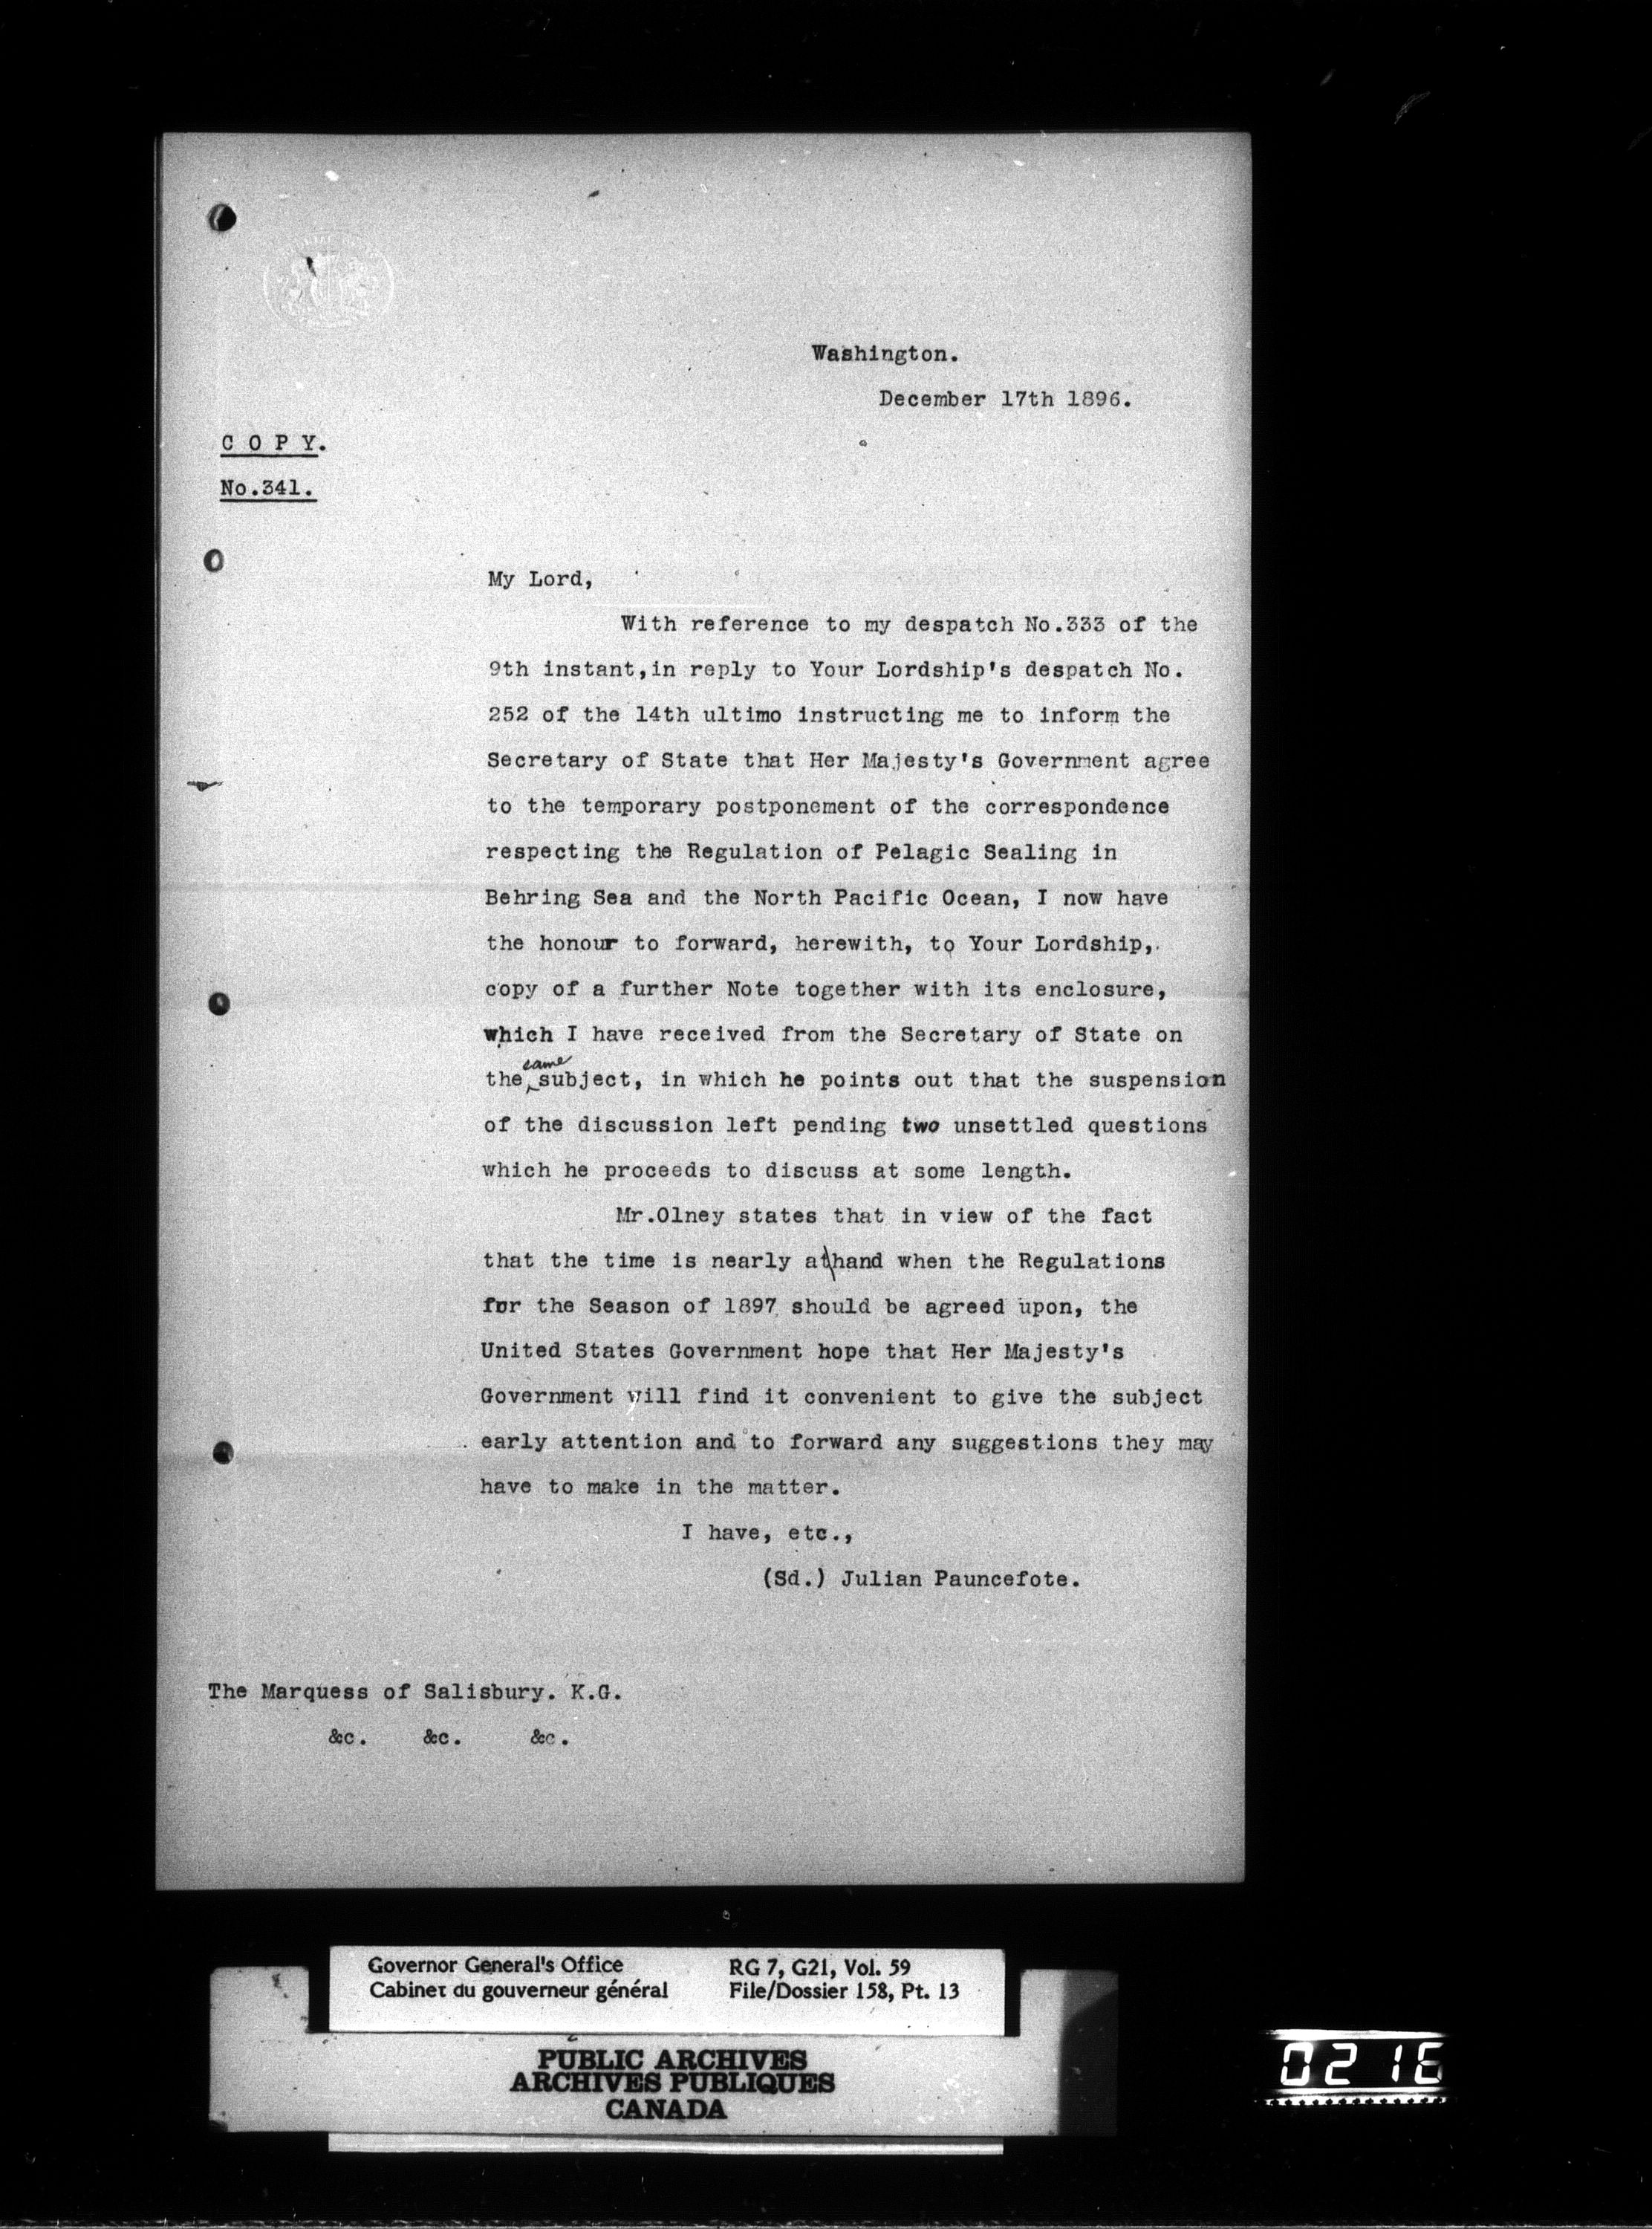 Washington.
December 17th 1896.
C O P Y.
No.341.
My Lord,
With reference to my despatch No.333 of the
9th instant,in reply to Your Lordship's despatch No.
252 of the 14th ultimo instructing me to inform the
Secretary of State that Her Majesty's Government agree
to the temporary postponement of the correspondence
respecting the Regulation of Pelagic Sealing in
Behring Sea and the North Pacific Ocean, I now have
the honour to forward, herewith, to Your Lordship,
copy of a further Note together with its enclosure,
which I have received from the Secretary of State on
the same subject, in which he points out that the suspension
of the discussion left pending two unsettled questions
which he proceeds to discuss at some length.
Mr.Olney states that in view of the fact
that the time is nearly at hand when the Regulations
for the Season of 1897 should be agreed upon, the
United States Government hope that Her Majesty's
Government will find it convenient to give the subject
early attention and to forward any suggestions they may
have to make in the matter.
I have, etc.,
(Sd.) Julian Pauncefote.
The Marquess of Salisbury. K.G.
&c. &c. &c.
Governor General's Office RG 7, G21, Vol. 59
Cabinet du gouverneur général File/Dossier 158, Pt. 13
PUBLIC ARCHIVES
ARCHIVES PUBLIQUES
CANADA